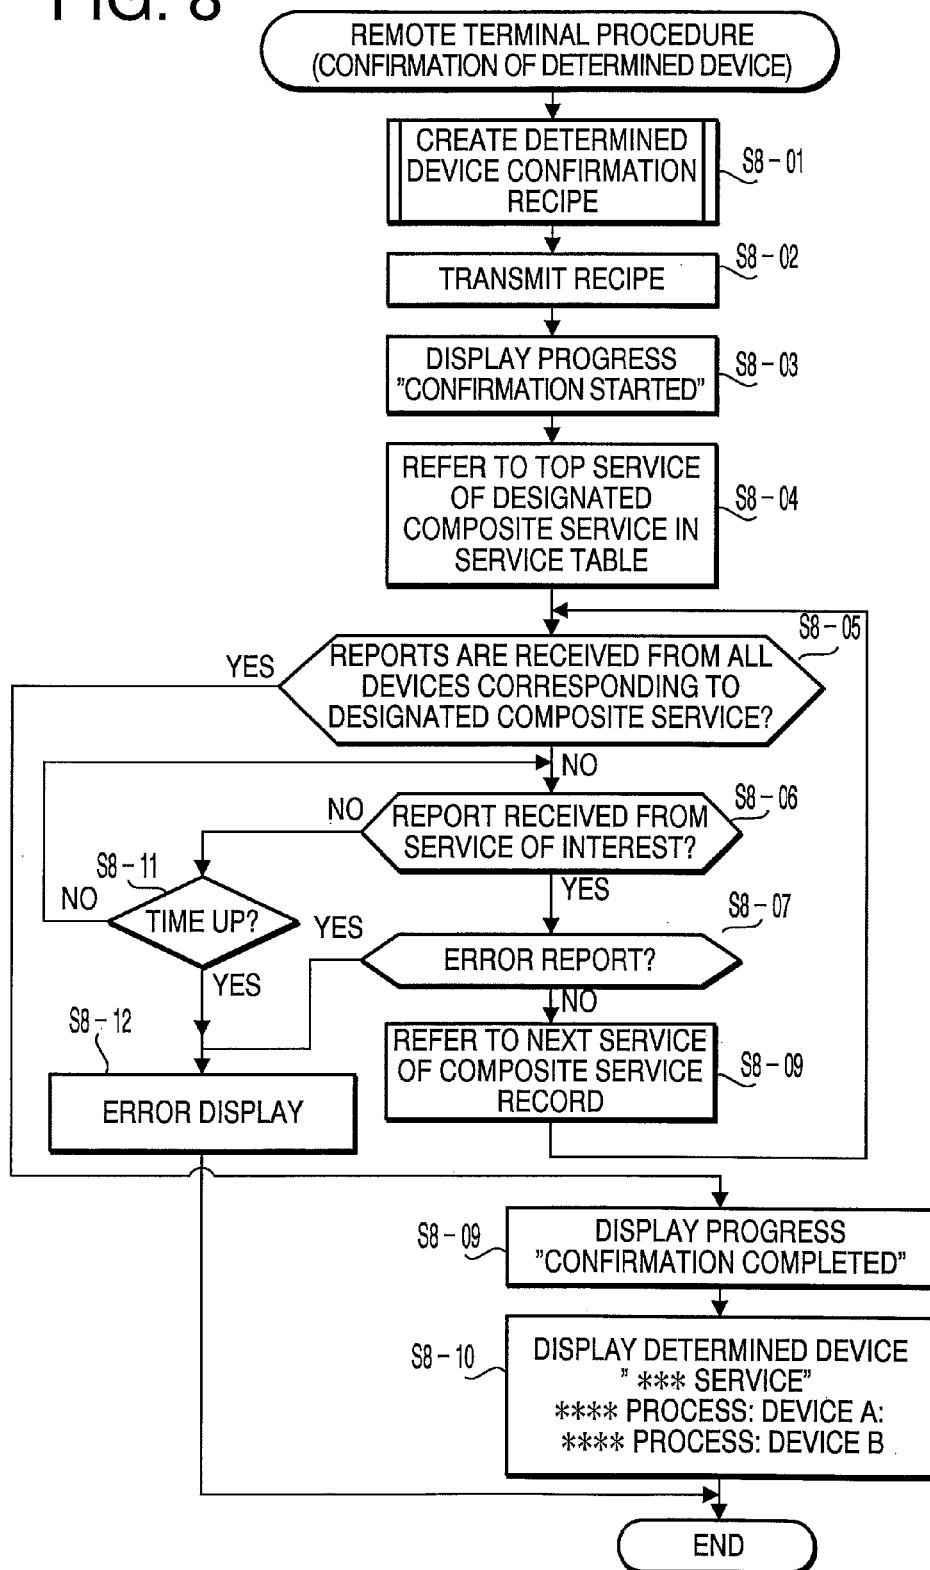 FIG. 8
REMOTE TERMINAL PROCEDURE
(CONFIRMATION OF DETERMINED DEVICE)
CREATE DETERMINED
DEVICE CONFIRMATION
RECIPE
S8-01
TRANSMIT RECIPE
S8-02
DISPLAY PROGRESS
"CONFIRMATION STARTED"
S8-03
REFER TO TOP SERVICE
OF DESIGNATED
COMPOSITE SERVICE IN
SERVICE TABLE
S8-04
S8-05
YES
REPORTS ARE RECEIVED FROM ALL
DEVICES CORRESPONDING TO
DESIGNATED COMPOSITE SERVICE?
NO
S8-06
NO
REPORT RECEIVED FROM
SERVICE OF INTEREST?
YES
S8-11
NO
TIME UP?
YES
S8-07
YES
ERROR REPORT?
NO
S8-12
ERROR DISPLAY
REFER TO NEXT SERVICE
OF COMPOSITE SERVICE
RECORD
S8-09
S8-09
DISPLAY PROGRESS
"CONFIRMATION COMPLETED"
S8-10
DISPLAY DETERMINED DEVICE
" *** SERVICE"
**** PROCESS: DEVICE A:
**** PROCESS: DEVICE B
END